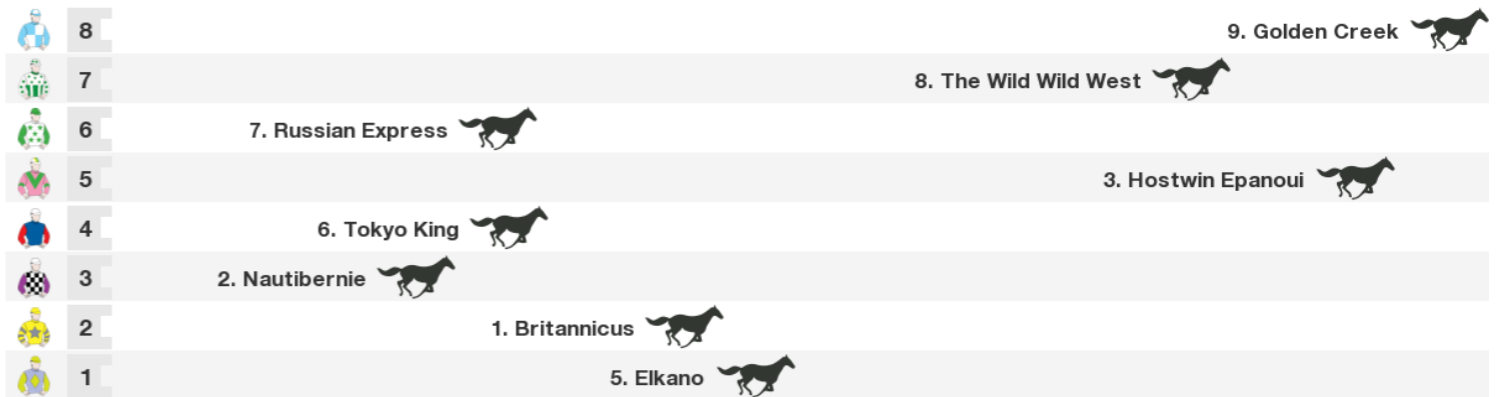 8 9. Golden Creek
7 8. The Wild Wild West
6 7. Russian Express
5 3. Hostwin Epanoui
4 6. Tokyo King
3 2. Nautibernie
2 1. Britannicus
1 5. Elkano